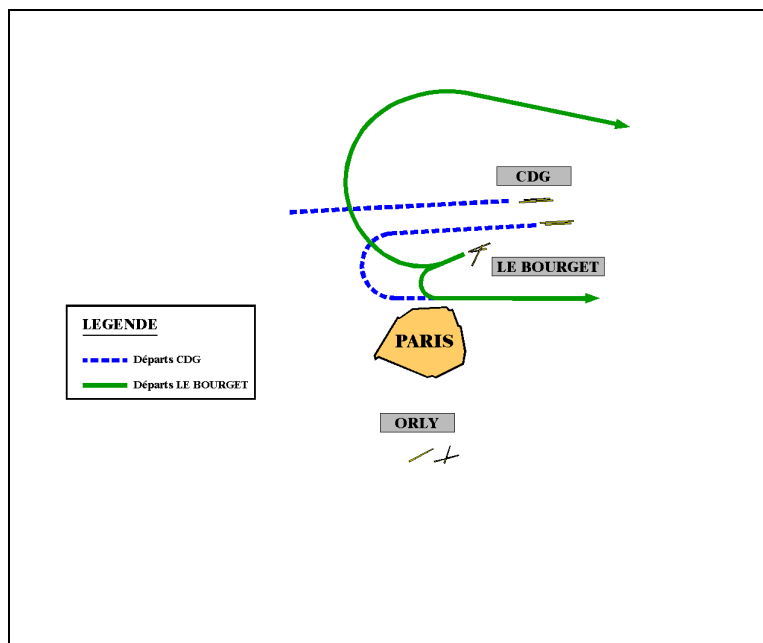 CDG
LE BOURGET
LEGENDE
Départs CDG
Départs LE BOURGET
PARIS
ORLY